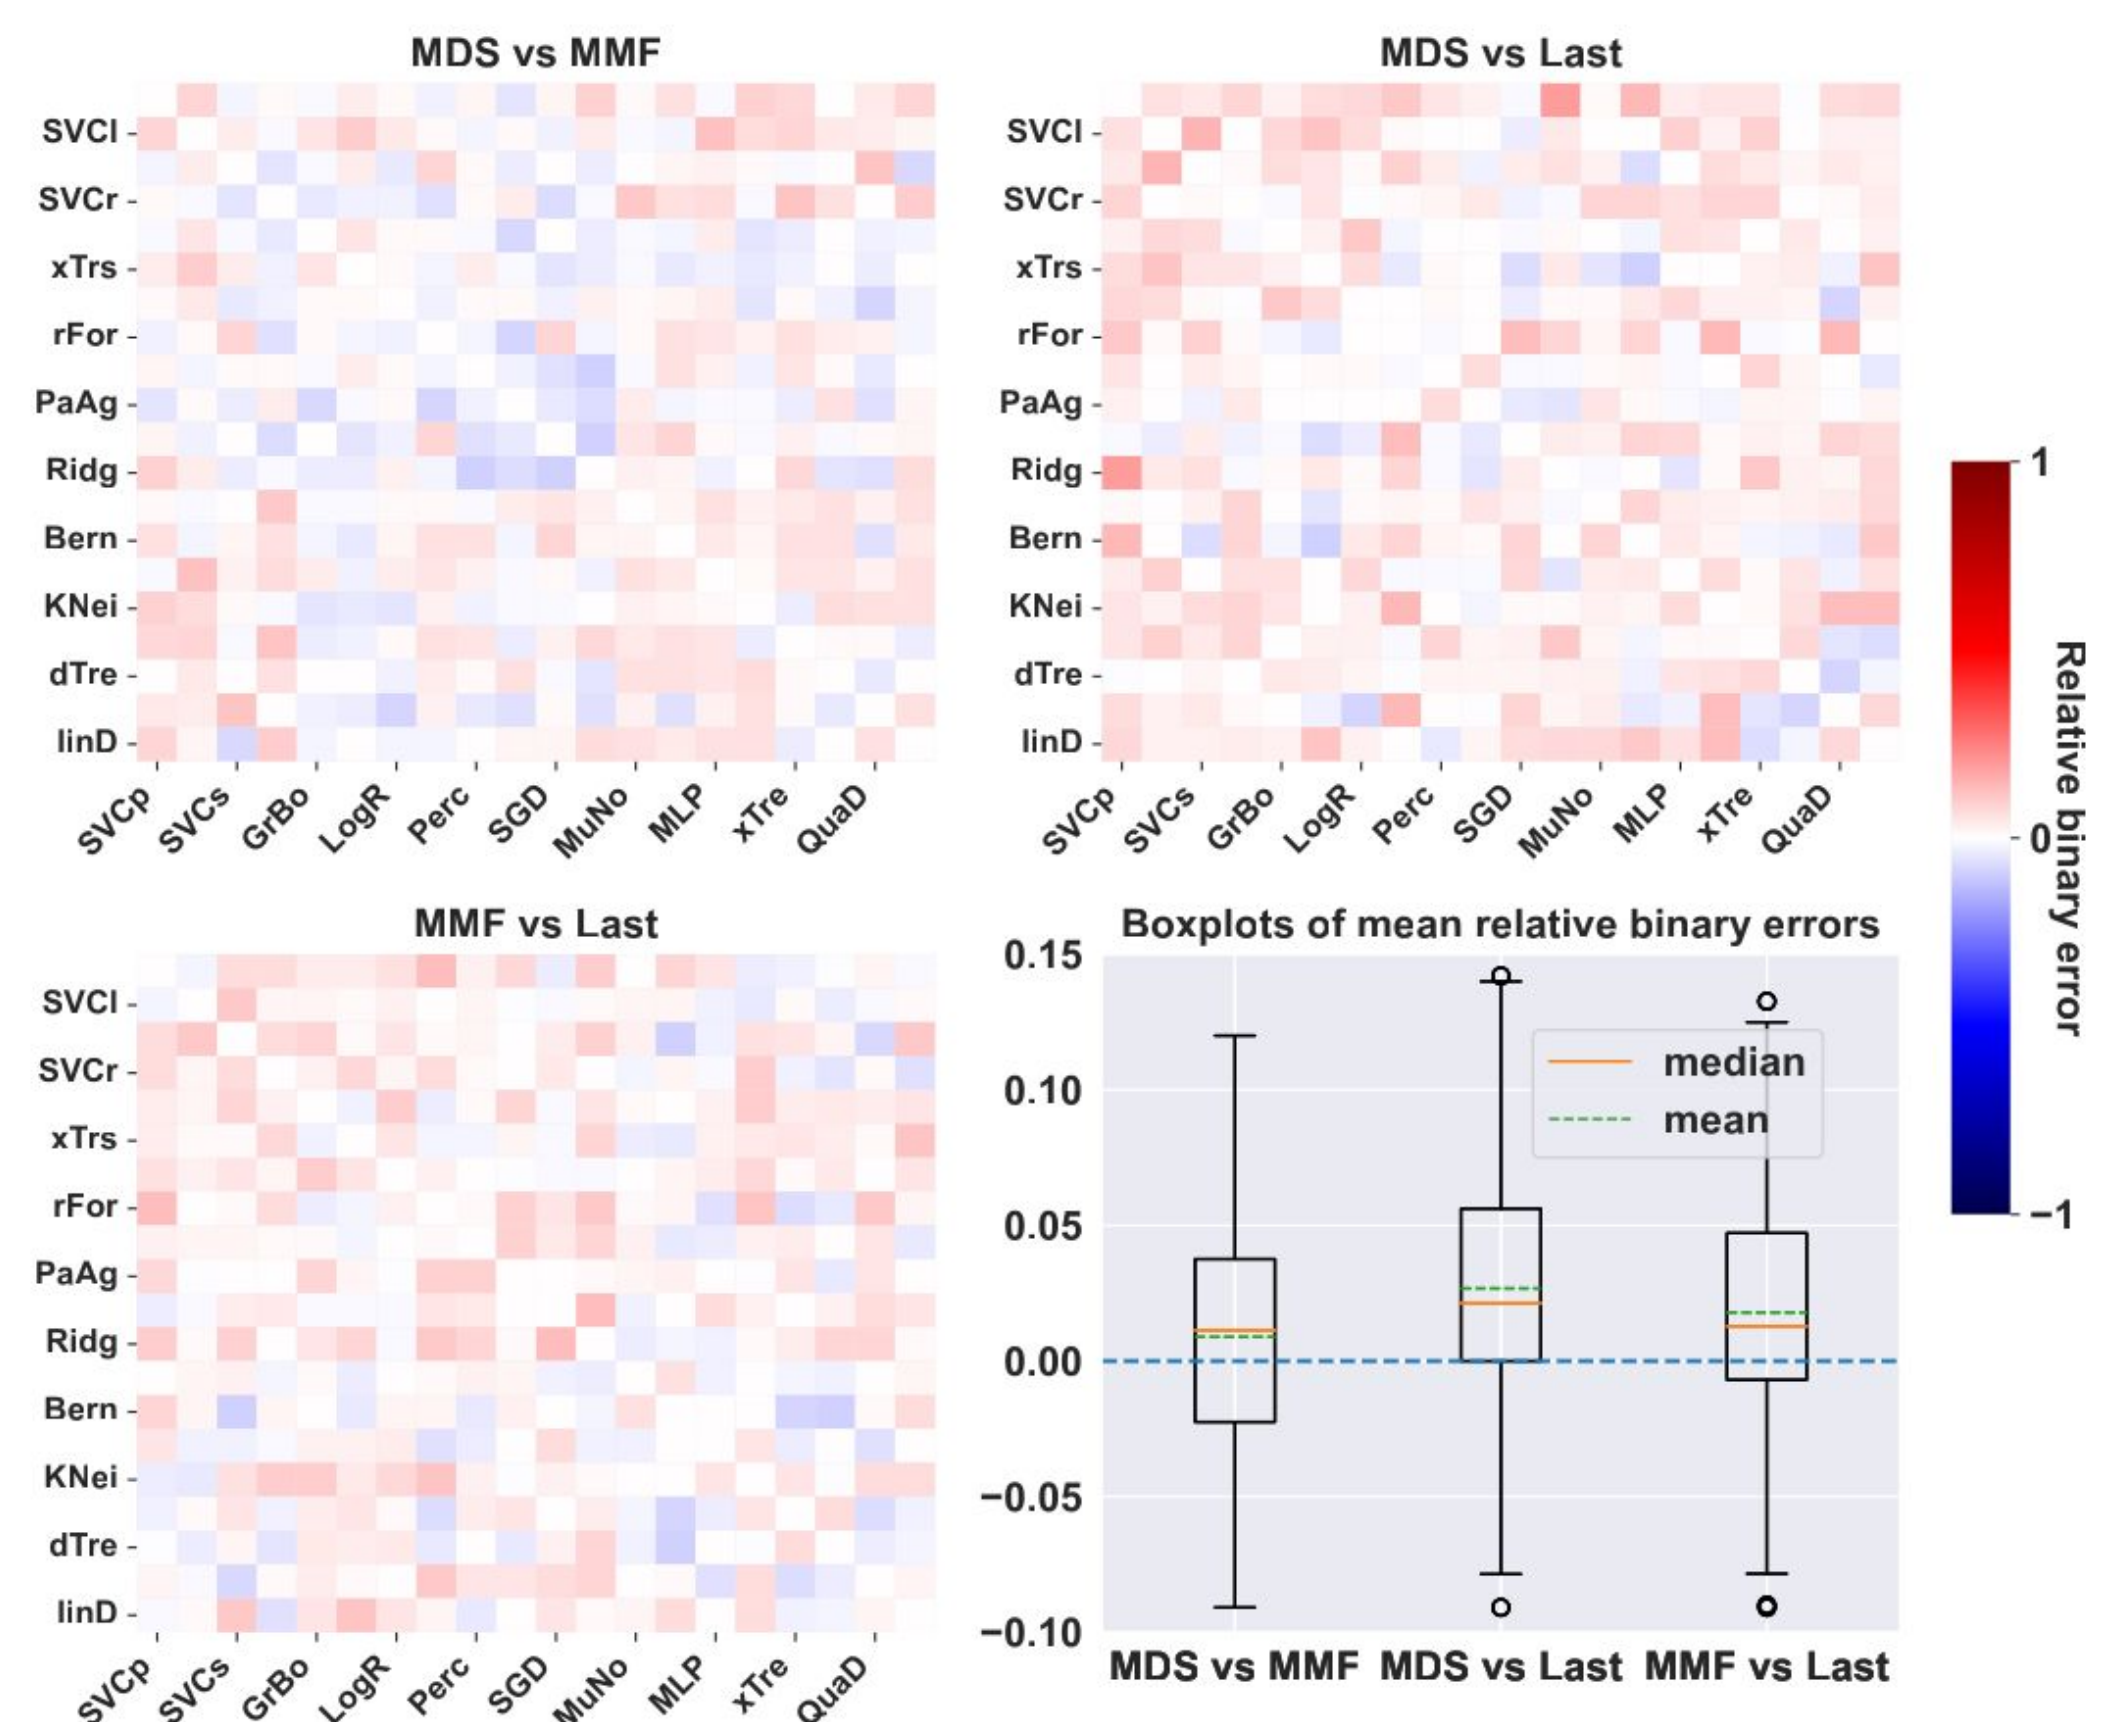 MDS vs MMF
SVCl
SVCr
xTrs
rFor
PaAg
Ridg
Bern
KNei
dTre
linD
SVCp
SVCs
GrBo
LogR
Perc
SGD
MuNo
MLP
xTre
QuaD
MDS vs Last
SVCl
SVCr
xTrs
rFor
PaAg
Ridg
Bern
KNei
dTre
linD
SVCp
SVCs
GrBo
LogR
Perc
SGD
MuNo
MLP
xTre
QuaD
MMF vs Last
SVCl
SVCr
xTrs
rFor
PaAg
Ridg
Bern
KNei
dTre
linD
SVCp
SVCs
GrBo
LogR
Perc
SGD
MuNo
MLP
xTre
QuaD
Boxplots of mean relative binary errors
0.15
0.10
0.05
0.00
−0.05
−0.10
median
mean
MDS vs MMF
MDS vs Last
MMF vs Last
1
0
−1
Relative binary error